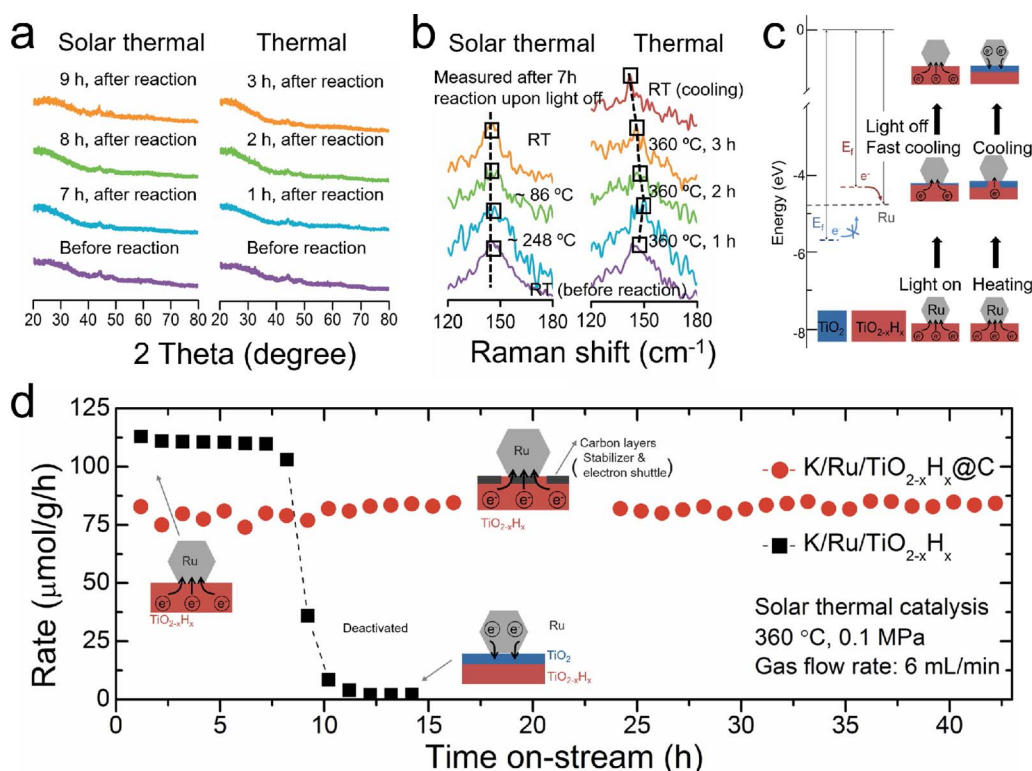 a
Solar thermal
Thermal
9 h, after reaction
3 h, after reaction
8 h, after reaction
2 h, after reaction
7 h, after reaction
1 h, after reaction
Before reaction
Before reaction
20 30 40 50 60 70 80
20 30 40 50 60 70 80
2 Theta (degree)
b
Solar thermal
Thermal
Measured after 7h
reaction upon light off
RT (cooling)
RT
360 ºC, 3 h
~ 86 ºC
360 ºC, 2 h
~ 248 ºC
360 ºC, 1 h
RT (before reaction)
120 150 180
120 150 180
Raman shift (cm⁻¹)
c
Energy (eV)
0
-4
-6
-8
E_f
e⁻
Ru
E_f
e⁻
TiO₂
TiO₂₋ₓHₓ
Light off
Fast cooling
Cooling
Light on
Heating
e⁻ e⁻
e⁻ e⁻ e⁻
e⁻
e⁻
e⁻ e⁻ e⁻
e⁻ e⁻ e⁻
d
Rate (μmol/g/h)
125
100
75
50
25
0
0 5 10 15 20 25 30 35 40
Time on-stream (h)
Ru
e⁻ e⁻ e⁻
TiO₂₋ₓHₓ
Ru
Carbon layers
( Stabilizer & )
electron shuttle
e⁻ e⁻ e⁻
TiO₂₋ₓHₓ
Deactivated
e⁻ e⁻
Ru
TiO₂
TiO₂₋ₓHₓ
K/Ru/TiO₂₋ₓHₓ@C
K/Ru/TiO₂₋ₓHₓ
Solar thermal catalysis
360 °C, 0.1 MPa
Gas flow rate: 6 mL/min